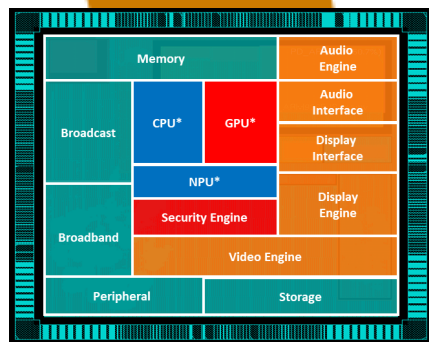 Memory
Audio
Engine
Broadcast
CPU*
GPU*
Audio
Interface
Display
Interface
NPU*
Display
Engine
Security Engine
Broadband
Video Engine
Peripheral
Storage